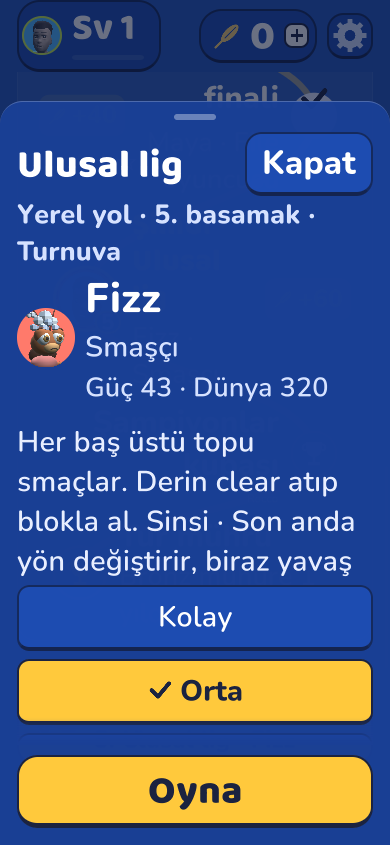 Sv 1
0
finali
Ulusal lig
Kapat
Yerel yol · 5. basamak ·
Turnuva
Fizz
Smaşçı
Güç 43 · Dünya 320
Her baş üstü topu
smaçlar. Derin clear atıp
blokla al. Sinsi · Son anda
yön değiştirir, biraz yavaş
Kolay
Orta
Oyna